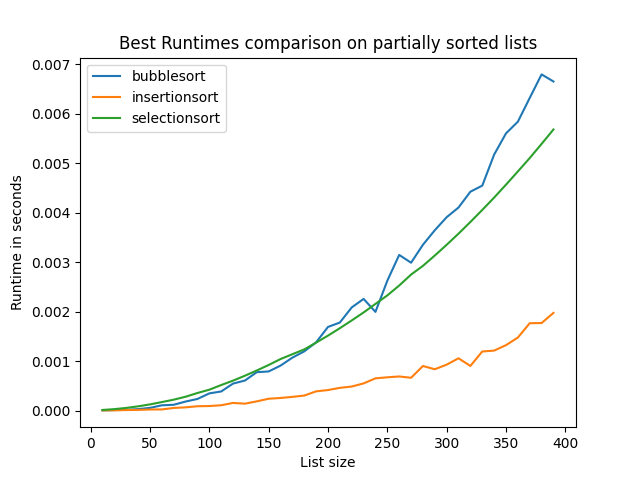 Best Runtimes comparison on partially sorted lists
bubblesort
insertionsort
selectionsort
Runtime in seconds
0.007
0.006
0.005
0.004
0.003
0.002
0.001
0.000
0 50 100 150 200 250 300 350 400
List size